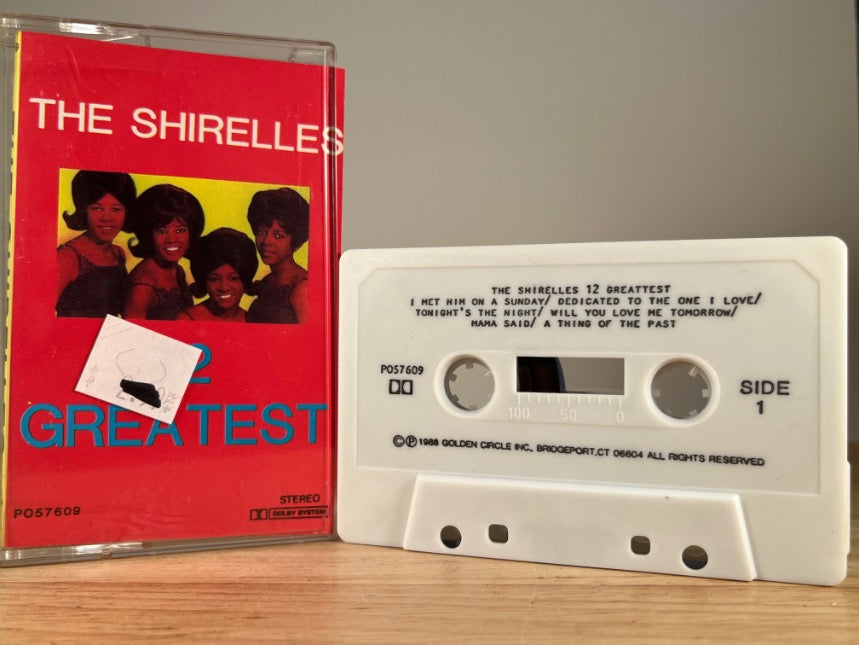 THE SHIRELLES
2
GREATEST
PO57609
STEREO
DOLBY SYSTEM
THE SHIRELLES 12 GREATTEST
I MET HIM ON A SUNDAY/ DEDICATED TO THE ONE I LOVE/
TONIGHT'S THE NIGHT/ WILL YOU LOVE ME TOMORROW/
MAMA SAID/ A THING OF THE PAST
PO57609
SIDE
1
100 50 0
©℗ 1988 GOLDEN CIRCLE INC., BRIDGEPORT,CT 06604 ALL RIGHTS RESERVED